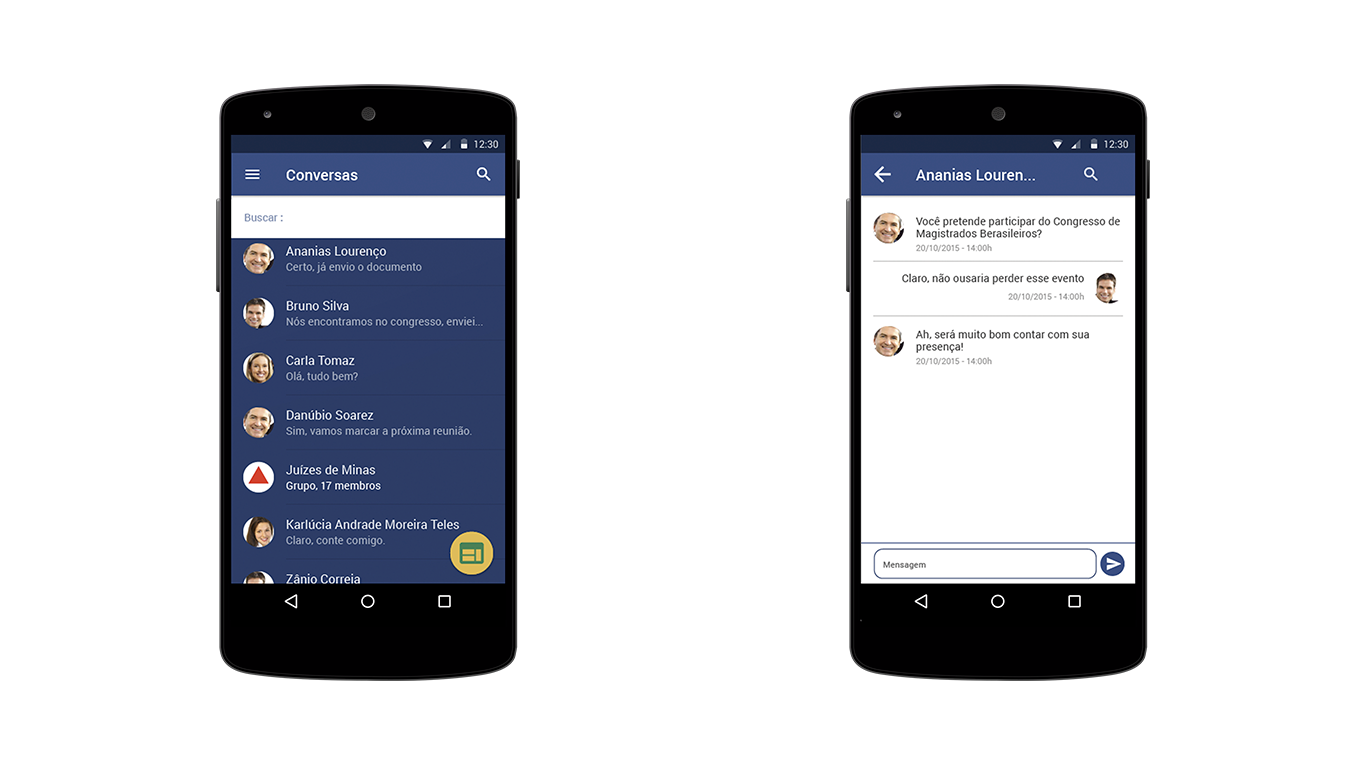 12:30
Conversas
Buscar :
Ananias Lourenço
Certo, já envio o documento
Bruno Silva
Nós encontramos no congresso, enviei...
Carla Tomaz
Olá, tudo bem?
Danúbio Soarez
Sim, vamos marcar a próxima reunião.
Juízes de Minas
Grupo, 17 membros
Karlúcia Andrade Moreira Teles
Claro, conte comigo.
Zânio Correia
12:30
Ananias Louren...
Você pretende participar do Congresso de
Magistrados Berasileiros?
20/10/2015 - 14:00h
Claro, não ousaria perder esse evento
20/10/2015 - 14:00h
Ah, será muito bom contar com sua
presença!
20/10/2015 - 14:00h
Mensagem